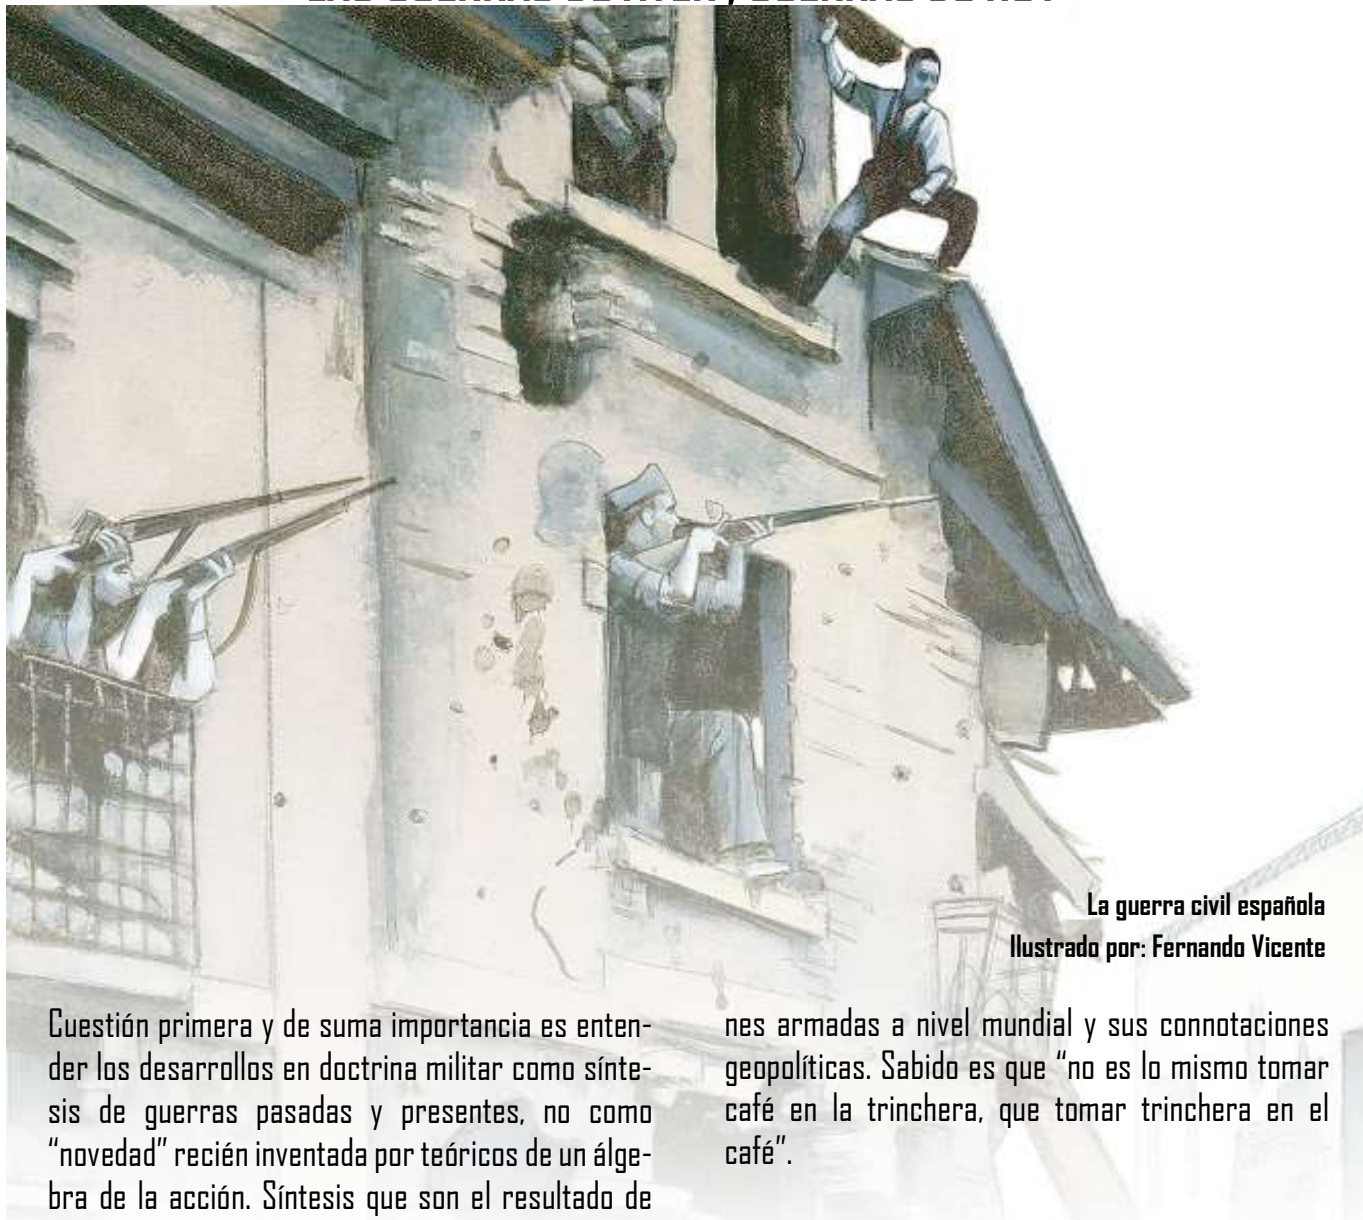 La guerra civil española
Ilustrado por: Fernando Vicente
Cuestión primera y de suma importancia es enten-
der los desarrollos en doctrina militar como sínte-
sis de guerras pasadas y presentes, no como
“novedad” recién inventada por teóricos de un álge-
bra de la acción. Síntesis que son el resultado de
nes armadas a nivel mundial y sus connotaciones
geopolíticas. Sabido es que “no es lo mismo tomar
café en la trinchera, que tomar trinchera en el
café”.